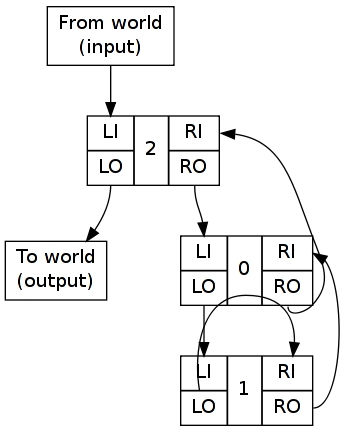 From world
(input)
LI 2 RI
LO RO
To world
(output)
LI 0 RI
LO RO
LI 1 RI
LO RO